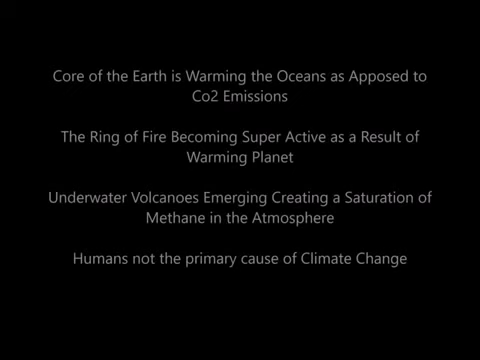 Core of the Earth is Warming the Oceans as Apposed to
Co2 Emissions
The Ring of Fire Becoming Super Active as a Result of
Warming Planet
Underwater Volcanoes Emerging Creating a Saturation of
Methane in the Atmosphere
Humans not the primary cause of Climate Change